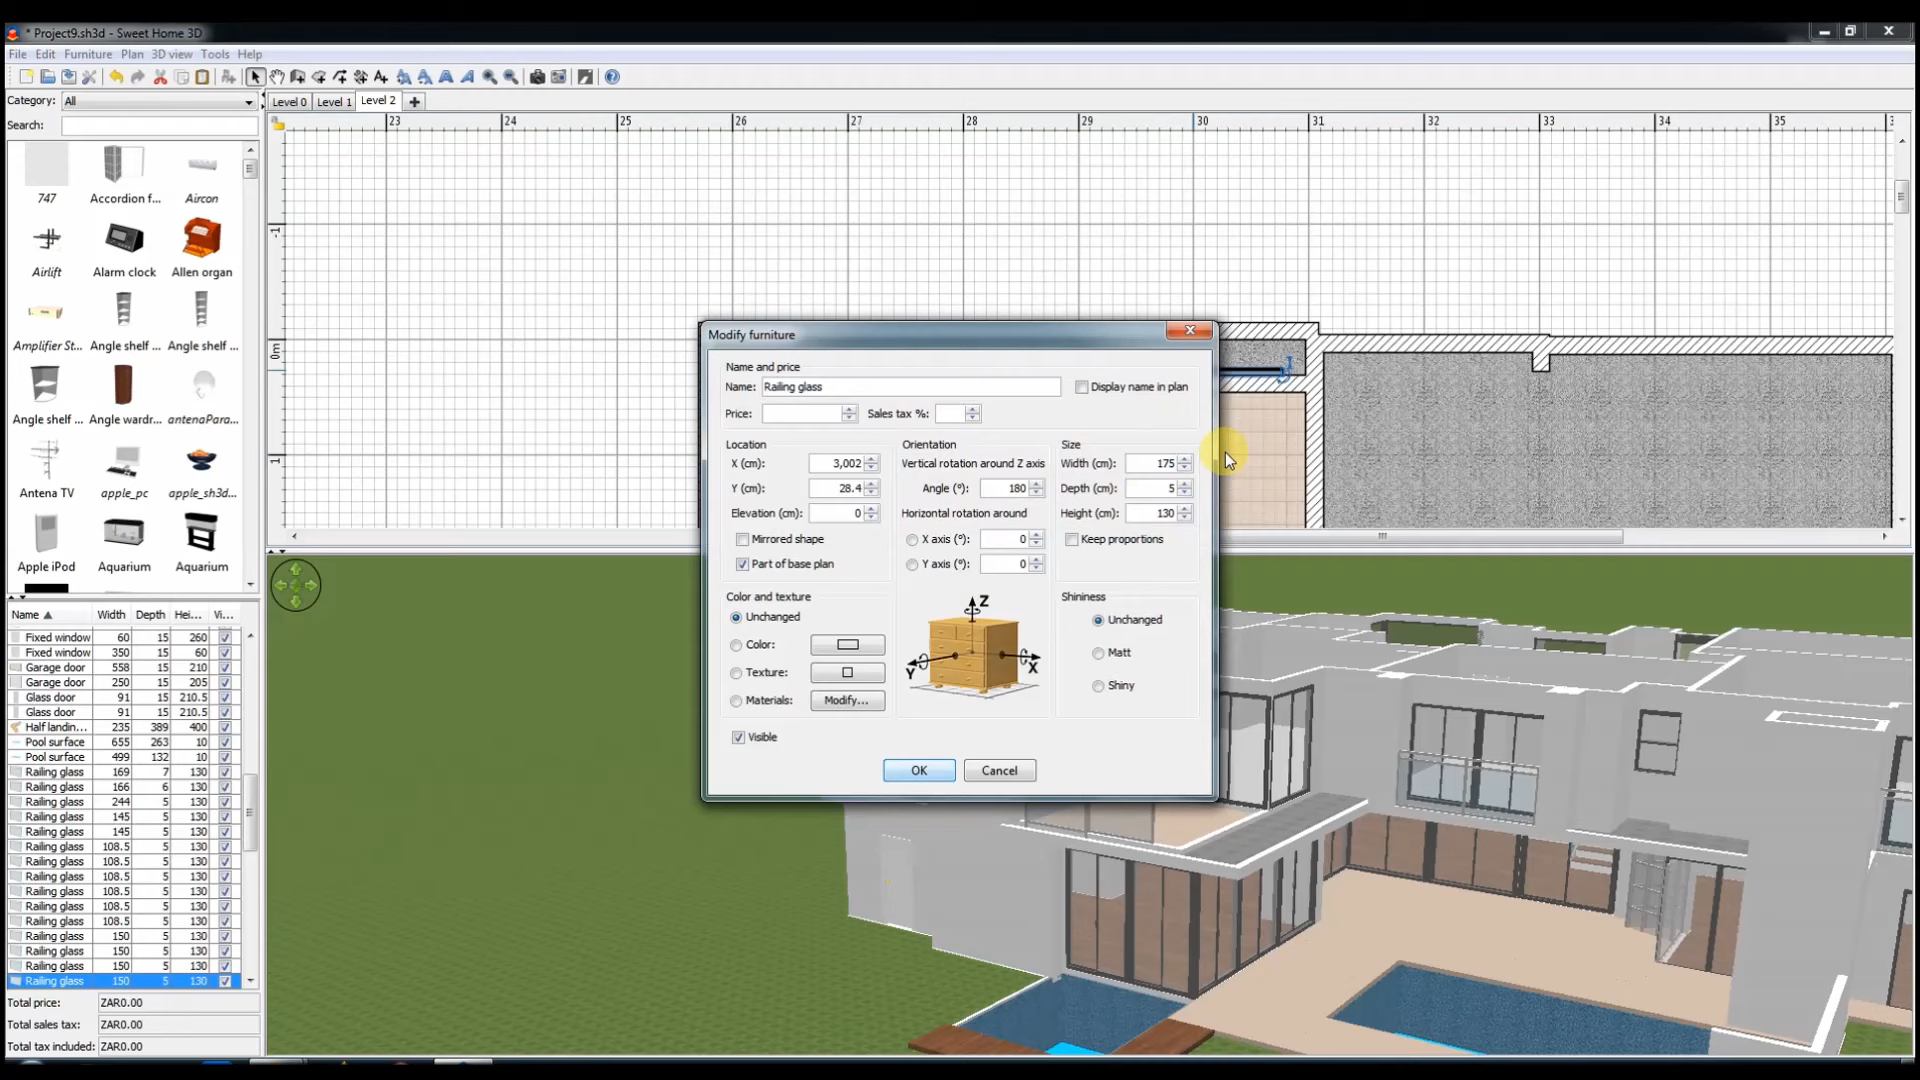 * Project9.sh3d - Sweet Home 3D
File Edit Furniture Plan 3D view Tools Help
Category: All
Search:
Level 0 Level 1 Level 2
23 24 25 26 27 28 29 30 31 32 33 34 35
-1
0m
1
747 Accordion f... Aircon
Airlift Alarm clock Allen organ
Amplifier St... Angle shelf ... Angle shelf ...
Angle shelf ... Angle wardr... antenaPara...
Antena TV apple_pc apple_sh3d...
Apple iPod Aquarium Aquarium
Name Width Depth Hei... Vi...
Fixed window 60 15 260
Fixed window 350 15 60
Garage door 558 15 210
Garage door 250 15 205
Glass door 91 15 210.5
Glass door 91 15 210.5
Half landin... 235 389 400
Pool surface 655 263 10
Pool surface 499 132 10
Railing glass 169 7 130
Railing glass 166 6 130
Railing glass 244 5 130
Railing glass 145 5 130
Railing glass 145 5 130
Railing glass 108.5 5 130
Railing glass 108.5 5 130
Railing glass 108.5 5 130
Railing glass 108.5 5 130
Railing glass 108.5 5 130
Railing glass 108.5 5 130
Railing glass 150 5 130
Railing glass 150 5 130
Railing glass 150 5 130
Railing glass 150 5 130
Total price: ZAR0.00
Total sales tax: ZAR0.00
Total tax included: ZAR0.00
Modify furniture
Name and price
Name: Railing glass Display name in plan
Price: Sales tax %:
Location Orientation Size
X (cm): 3,002 Vertical rotation around Z axis Width (cm): 175
Y (cm): 28.4 Angle (°): 180 Depth (cm): 5
Elevation (cm): 0 Horizontal rotation around Height (cm): 130
Mirrored shape X axis (°): 0 Keep proportions
Part of base plan Y axis (°): 0
Color and texture Shininess
Unchanged Z Unchanged
Color: Matt
Texture: Y X Shiny
Materials: Modify...
Visible
OK Cancel